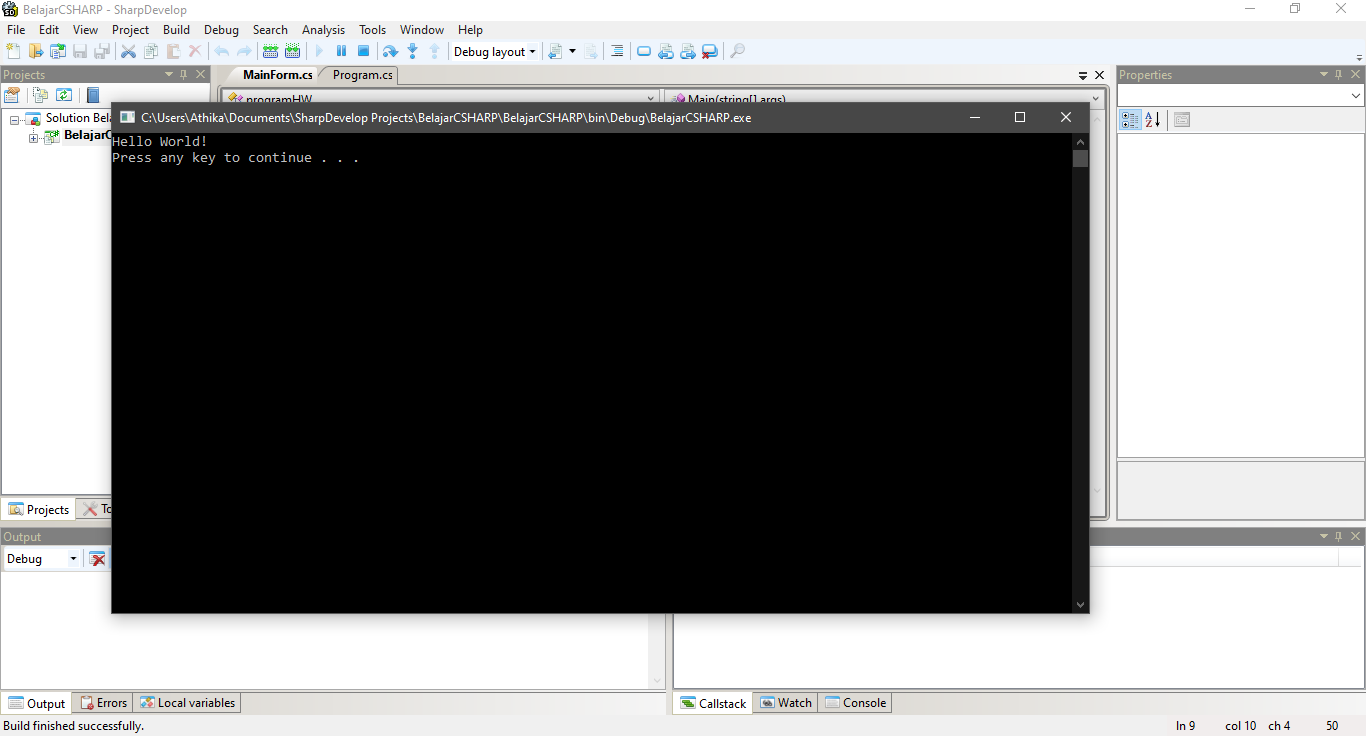 BelajarCSHARP - SharpDevelop
File Edit View Project Build Debug Search Analysis Tools Window Help
Debug layout
Projects
MainForm.cs Program.cs
Properties
programHW
Main(string[] args)
Solution Bela
BelajarC
C:\Users\Athika\Documents\SharpDevelop Projects\BelajarCSHARP\BelajarCSHARP\bin\Debug\BelajarCSHARP.exe
Hello World!
Press any key to continue . . .
Projects To
Output
Debug
Output Errors Local variables
Callstack Watch Console
Build finished successfully.
ln 9 col 10 ch 4 50